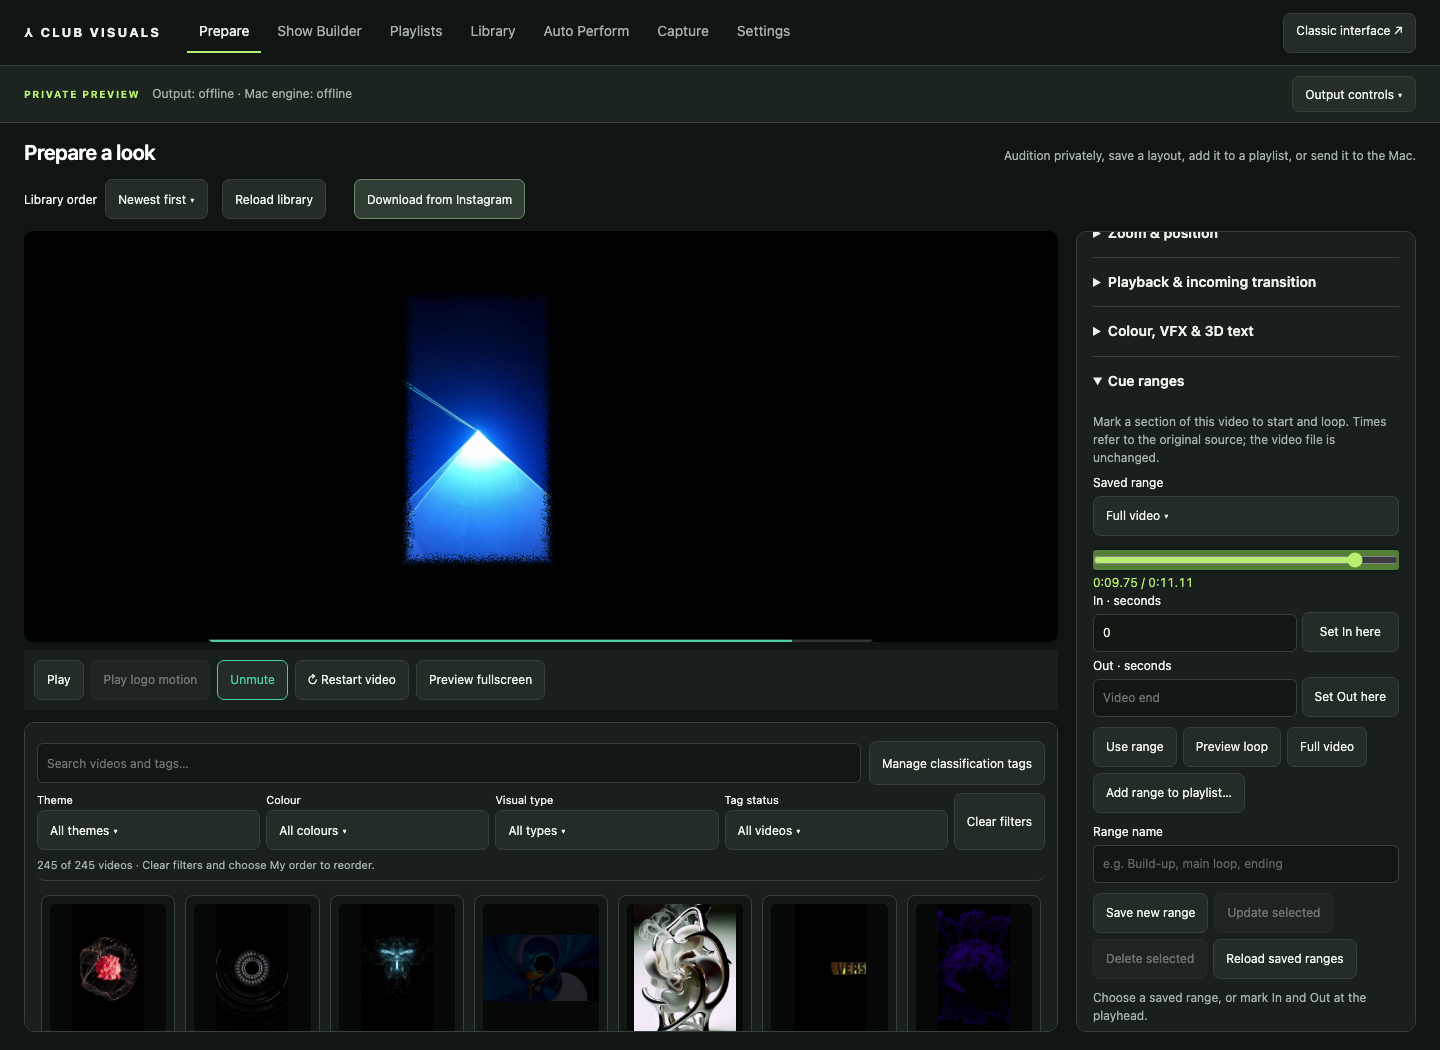 ⅄ CLUB VISUALS
Prepare
Show Builder
Playlists
Library
Auto Perform
Capture
Settings
Classic interface ↗
PRIVATE PREVIEW
Output: offline · Mac engine: offline
Output controls ▾
Prepare a look
Audition privately, save a layout, add it to a playlist, or send it to the Mac.
Library order
Newest first ▾
Reload library
Download from Instagram
Play
Play logo motion
Unmute
↻ Restart video
Preview fullscreen
Search videos and tags...
Manage classification tags
Theme
Colour
Visual type
Tag status
All themes ▾
All colours ▾
All types ▾
All videos ▾
Clear filters
245 of 245 videos · Clear filters and choose My order to reorder.
VERS
▶ Zoom & position
▶ Playback & incoming transition
▶ Colour, VFX & 3D text
▼ Cue ranges
Mark a section of this video to start and loop. Times
refer to the original source; the video file is
unchanged.
Saved range
Full video ▾
0:09.75 / 0:11.11
In · seconds
0
Set In here
Out · seconds
Video end
Set Out here
Use range
Preview loop
Full video
Add range to playlist...
Range name
e.g. Build-up, main loop, ending
Save new range
Update selected
Delete selected
Reload saved ranges
Choose a saved range, or mark In and Out at the
playhead.